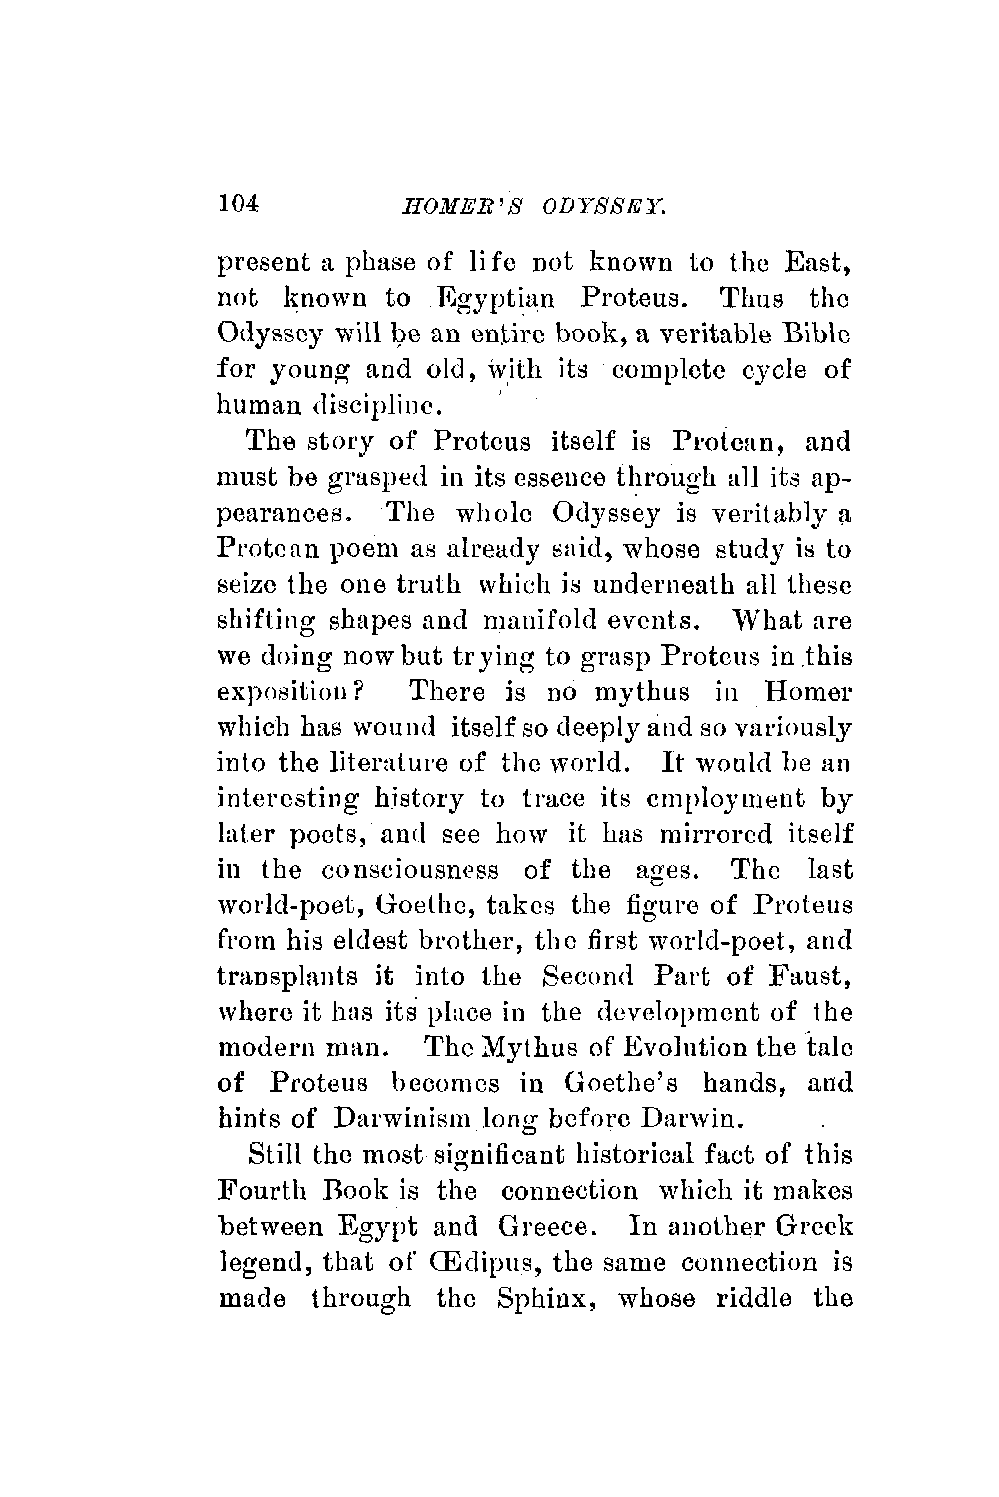 104 HOMER'S ODYSSEY.
present a phase of life not known to the East,
not known to Egyptian Proteus. Thus the
Odyssey will be an entire book, a veritable Bible
for young and old, with its complete cycle of
human discipline.
The story of Proteus itself is Protean, and
must be grasped in its essence through all its ap-
pearances. The whole Odyssey is veritably a
Protean poem as already said, whose study is to
seize the one truth which is underneath all these
shifting shapes and manifold events. What are
we doing now but trying to grasp Proteus in this
exposition? There is no mythus in Homer
which has wound itself so deeply and so variously
into the literature of the world. It would be an
interesting history to trace its employment by
later poets, and see how it has mirrored itself
in the consciousness of the ages. The last
world-poet, Goethe, takes the figure of Proteus
from his eldest brother, the first world-poet, and
transplants it into the Second Part of Faust,
where it has its place in the development of the
modern man. The Mythus of Evolution the tale
of Proteus becomes in Goethe's hands, and
hints of Darwinism long before Darwin.
Still the most significant historical fact of this
Fourth Book is the connection which it makes
between Egypt and Greece. In another Greek
legend, that of Œdipus, the same connection is
made through the Sphinx, whose riddle the